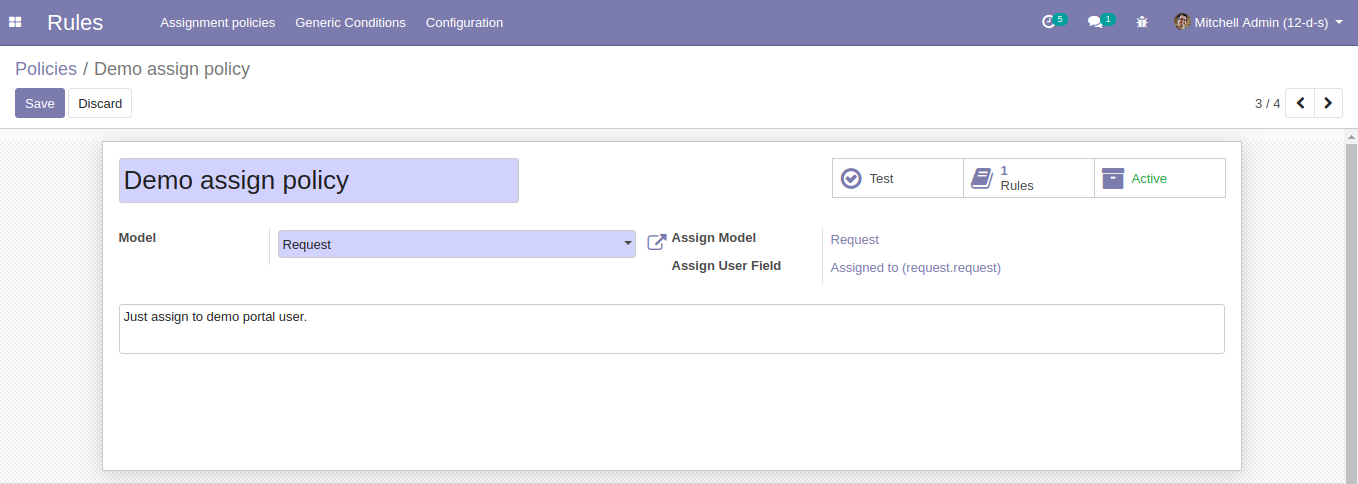 Rules
Assignment policies
Generic Conditions
Configuration
5
1
Mitchell Admin (12-d-s)
Policies / Demo assign policy
Save
Discard
3 / 4
Demo assign policy
Test
1
Rules
Active
Model
Request
Assign Model
Request
Assign User Field
Assigned to (request.request)
Just assign to demo portal user.